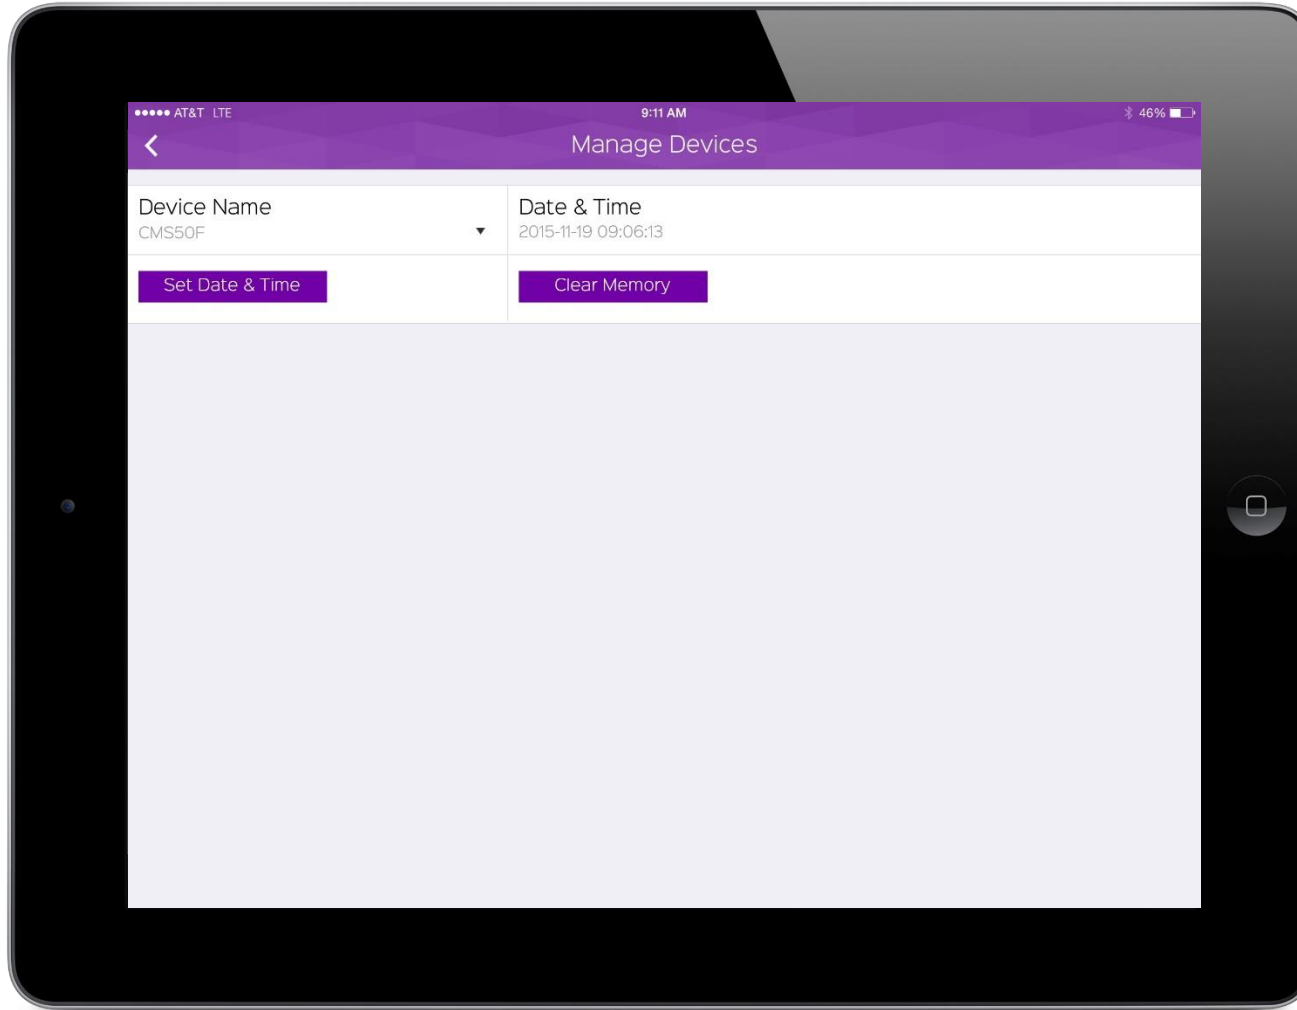 AT&T LTE 9:11 AM 46%
Manage Devices
Device Name Date & Time
CMS50F 2015-11-19 09:06:13
Set Date & Time Clear Memory